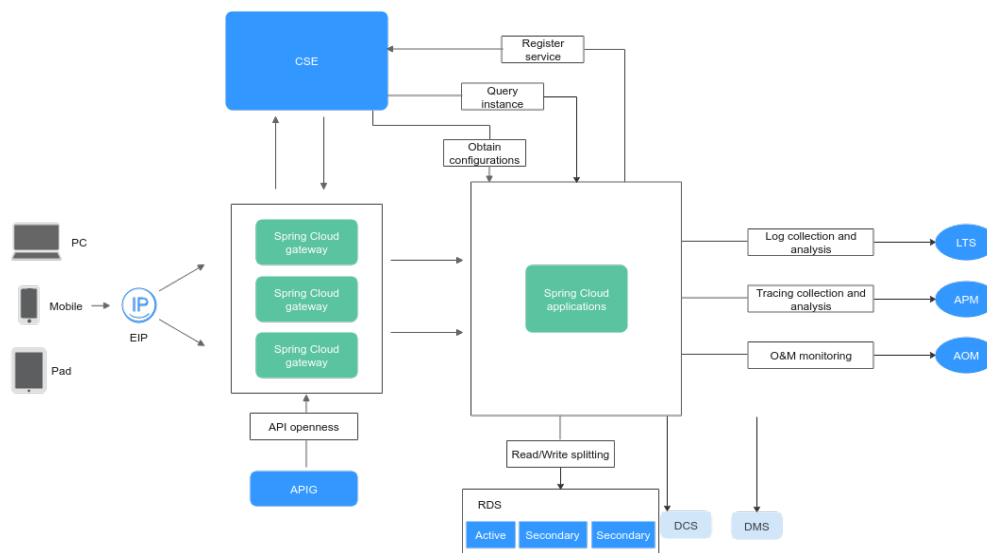 CSE
Register
service
Query
instance
Obtain
configurations
PC
Mobile
Pad
IP
EIP
Spring Cloud
gateway
Spring Cloud
gateway
Spring Cloud
gateway
API openness
APIG
Spring Cloud
applications
Log collection and
analysis
LTS
Tracing collection and
analysis
APM
O&M monitoring
AOM
Read/Write splitting
RDS
Active
Secondary
Secondary
DCS
DMS